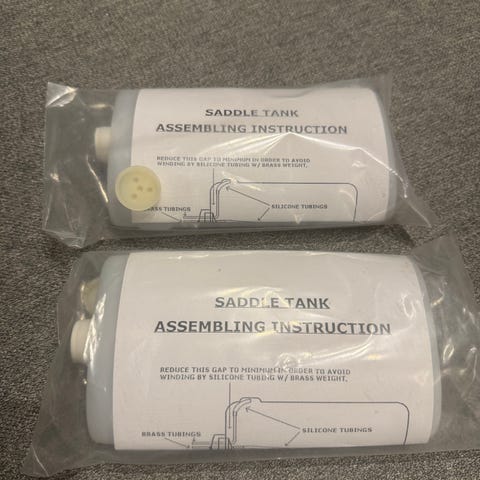 SADDLE TANK
ASSEMBLING INSTRUCTION
REDUCE THIS GAP TO MINIMUM IN ORDER TO AVOID
WINDING BY SILICONE TUBING W/ BRASS WEIGHT.
TUBINGS
SILICONE TUBINGS
SADDLE TANK
ASSEMBLING INSTRUCTION
REDUCE THIS GAP TO MINIMUM IN ORDER TO AVOID
WINDING BY SILICONE TUBING W/ BRASS WEIGHT.
BRASS TUBINGS
SILICONE TUBINGS